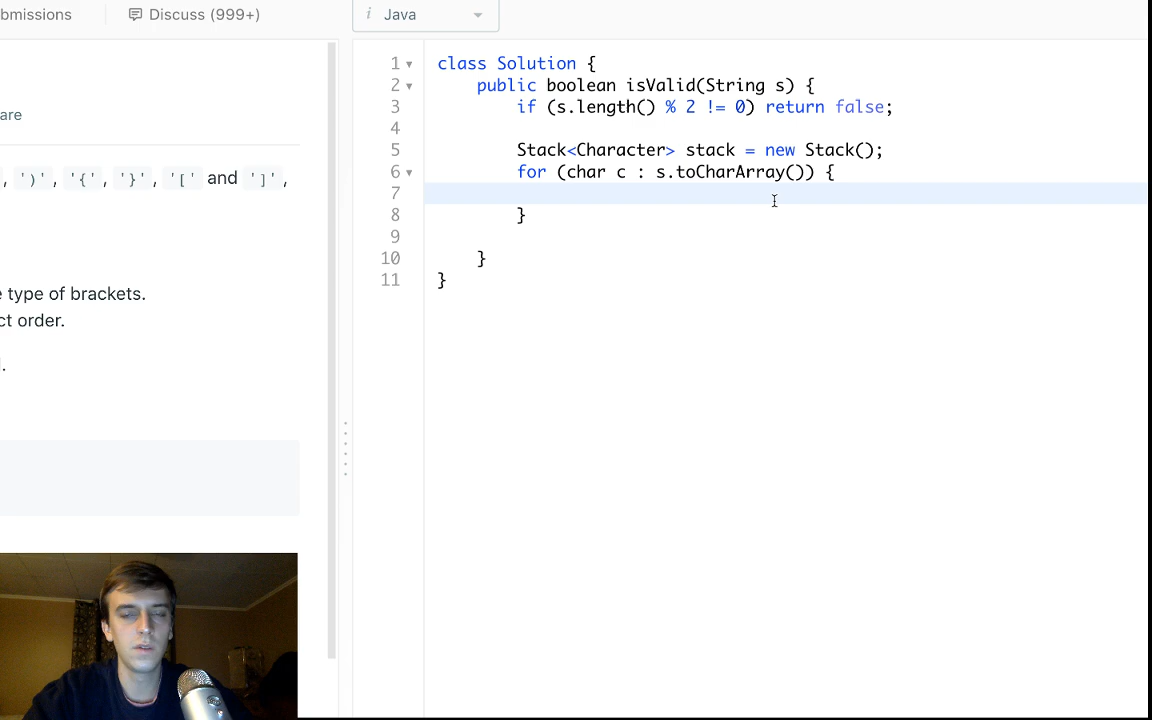 bmissions
Discuss (999+)
i Java
are
, ')', '{', '}', '[' and ']',
e type of brackets.
ct order.
l.
1 class Solution {
2 public boolean isValid(String s) {
3 if (s.length() % 2 != 0) return false;
4
5 Stack<Character> stack = new Stack();
6 for (char c : s.toCharArray()) {
7
8 }
9
10 }
11 }